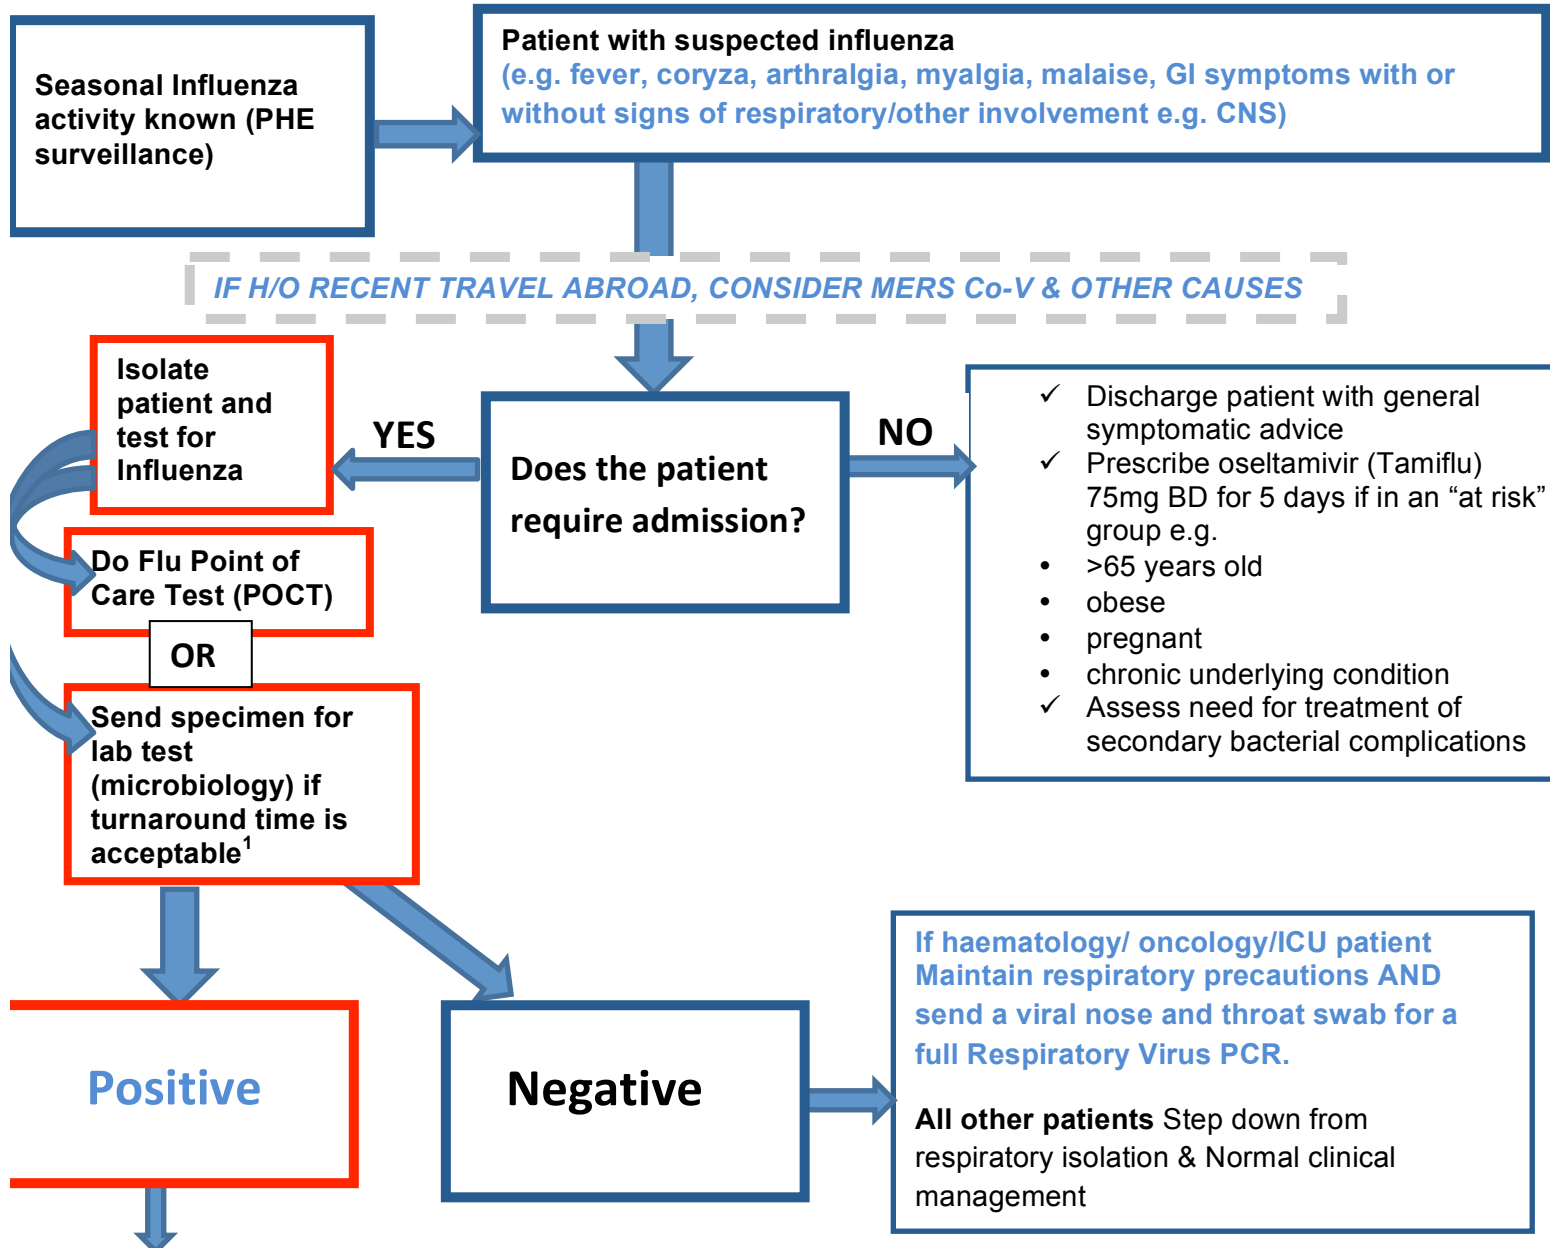 Seasonal Influenza
activity known (PHE
surveillance)
Patient with suspected influenza
(e.g. fever, coryza, arthralgia, myalgia, malaise, GI symptoms with or
without signs of respiratory/other involvement e.g. CNS)
IF H/O RECENT TRAVEL ABROAD, CONSIDER MERS Co-V & OTHER CAUSES
Isolate
patient and
test for
Influenza
YES
Does the patient
require admission?
NO
✓ Discharge patient with general
symptomatic advice
✓ Prescribe oseltamivir (Tamiflu)
75mg BD for 5 days if in an “at risk”
group e.g.
• >65 years old
• obese
• pregnant
• chronic underlying condition
✓ Assess need for treatment of
secondary bacterial complications
Do Flu Point of
Care Test (POCT)
OR
Send specimen for
lab test
(microbiology) if
turnaround time is
acceptable¹
Positive
Negative
If haematology/ oncology/ICU patient
Maintain respiratory precautions AND
send a viral nose and throat swab for a
full Respiratory Virus PCR.
All other patients Step down from
respiratory isolation & Normal clinical
management